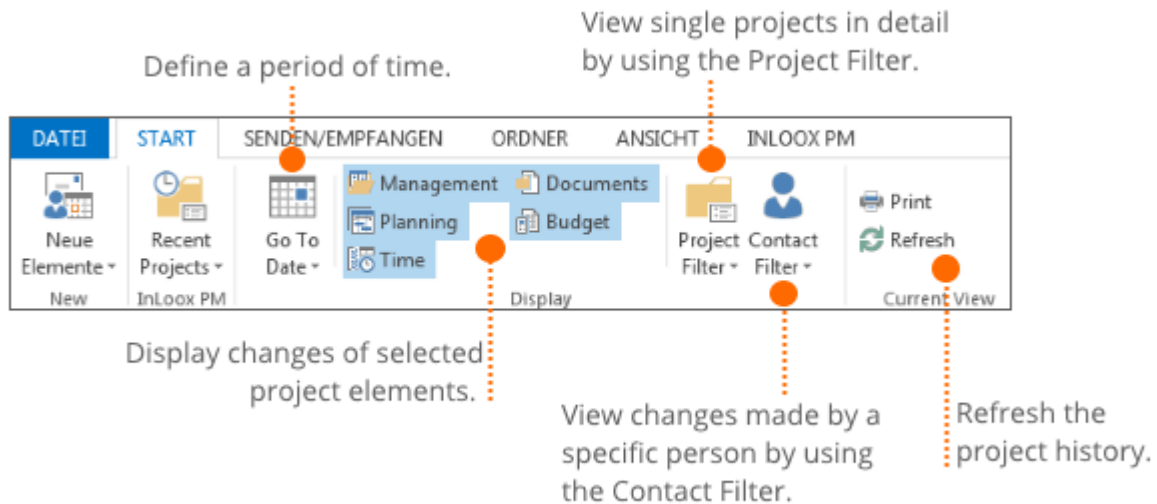 View single projects in detail
by using the Project Filter.
Define a period of time.
DATEI START SENDEN/EMPFANGEN ORDNER ANSICHT INLOOX PM
Management Documents
Planning Budget
Time
Neue
Elemente
Recent
Projects
Go To
Date
Project
Filter
Contact
Filter
Print
Refresh
New InLoox PM Display Current View
Display changes of selected
project elements.
View changes made by a
specific person by using
the Contact Filter.
Refresh the
project history.